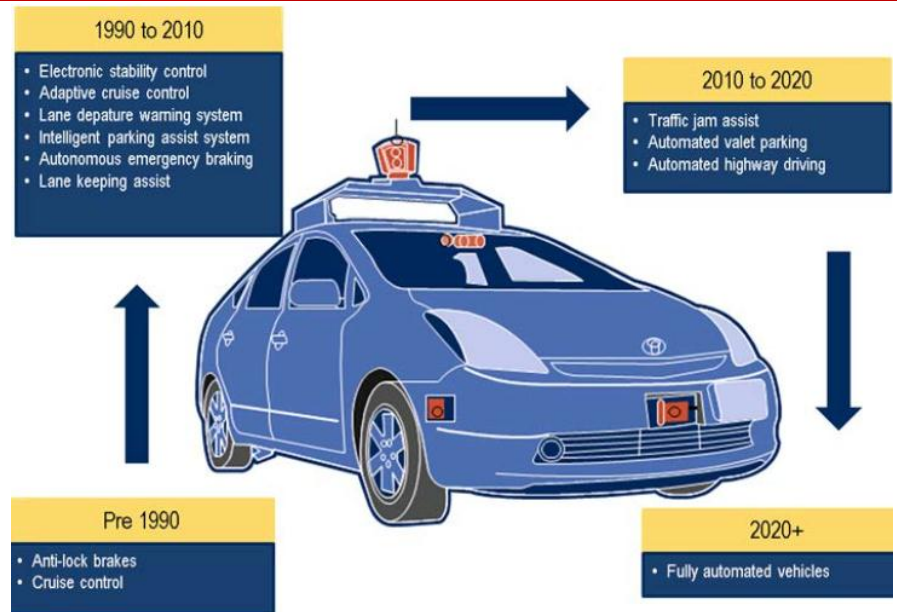 1990 to 2010
• Electronic stability control
• Adaptive cruise control
• Lane depature warning system
• Intelligent parking assist system
• Autonomous emergency braking
• Lane keeping assist
2010 to 2020
• Traffic jam assist
• Automated valet parking
• Automated highway driving
Pre 1990
• Anti-lock brakes
• Cruise control
2020+
• Fully automated vehicles